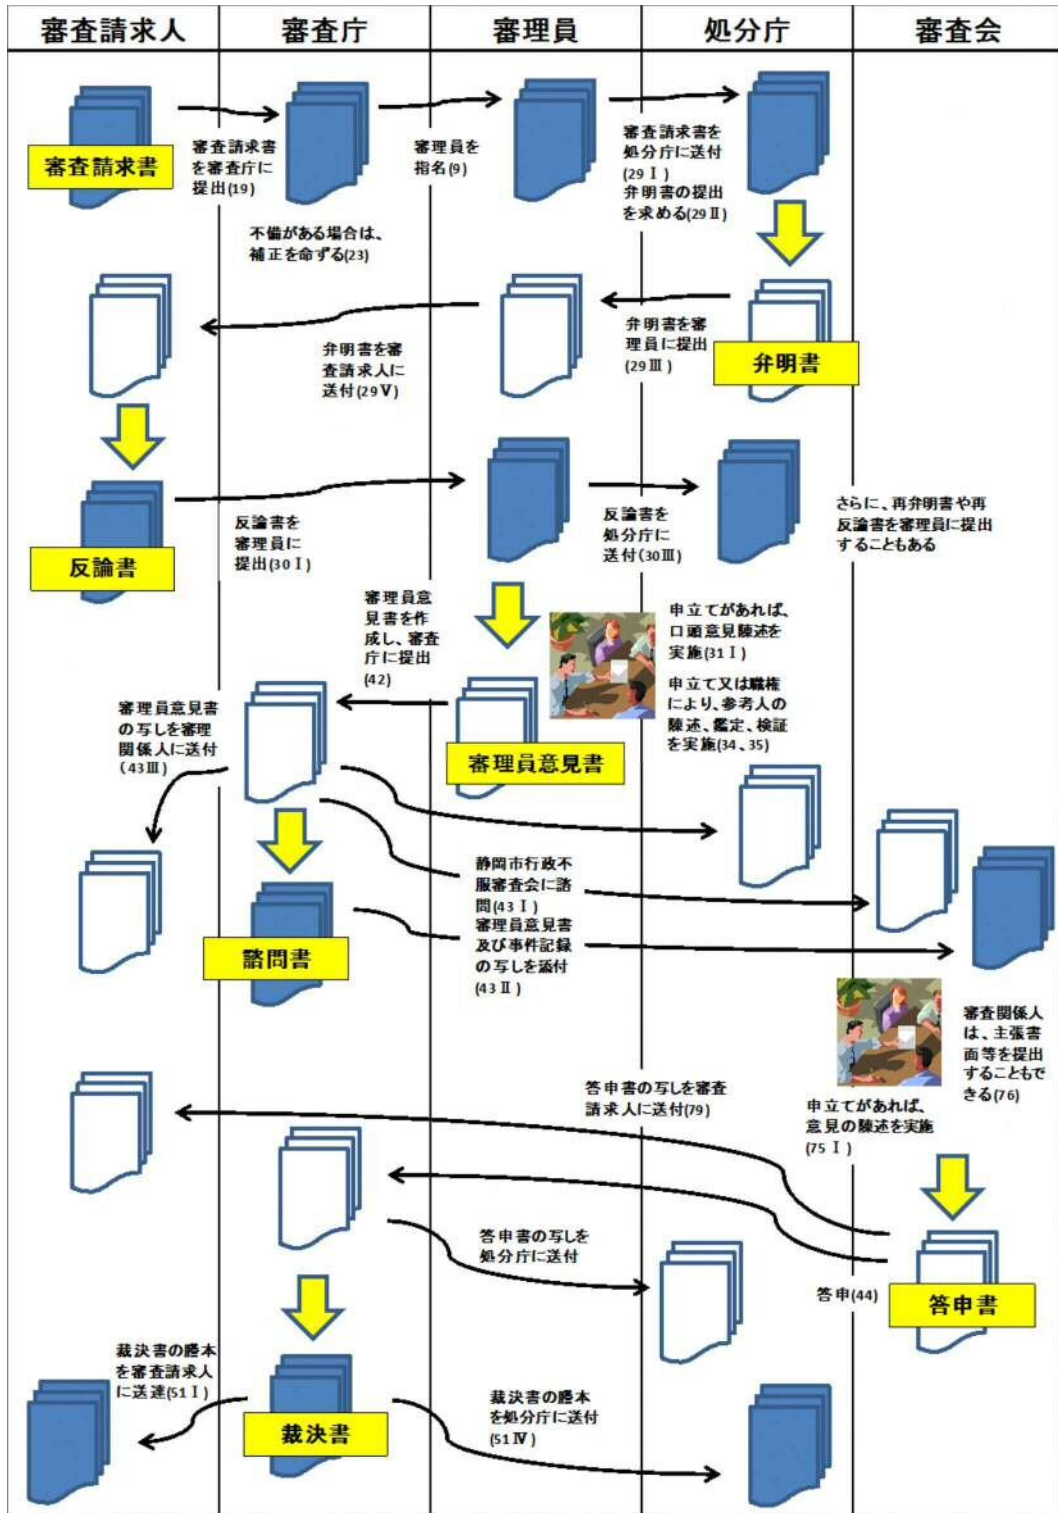 審査請求人
審査庁
審理員
処分庁
審査会
審査請求書
審査請求書
を審査庁に
提出(19)
審理員を
指名(9)
審査請求書を
処分庁に送付
(29Ⅰ)
弁明書の提出
を求める(29Ⅱ)
不備がある場合は、
補正を命ずる(23)
弁明書を審
査請求人に
送付(29Ⅴ)
弁明書を審
理員に提出
(29Ⅲ)
弁明書
反論書
反論書を
審理員に
提出(30Ⅰ)
反論書を
処分庁に
送付(30Ⅲ)
さらに、再弁明書や再
反論書を審理員に提出
することもある
審理員意
見書を作
成し、審査
庁に提出
(42)
申立てがあれば、
口頭意見陳述を
実施(31Ⅰ)
申立て又は職権
により、参考人の
陳述、鑑定、検証
を実施(34、35)
審理員意見書
の写しを審理
関係人に送付
(43Ⅲ)
審理員意見書
静岡市行政不
服審査会に諮
問(43Ⅰ)
審理員意見書
及び事件記録
の写しを添付
(43Ⅱ)
諮問書
審査関係人
は、主張書
面等を提出
することもで
きる(76)
答申書の写しを審査
請求人に送付(79)
申立てがあれば、
意見の陳述を実施
(75Ⅰ)
答申書の写しを
処分庁に送付
答申(44)
答申書
裁決書の謄本
を審査請求人
に送達(51Ⅰ)
裁決書
裁決書の謄本
を処分庁に送付
(51Ⅳ)